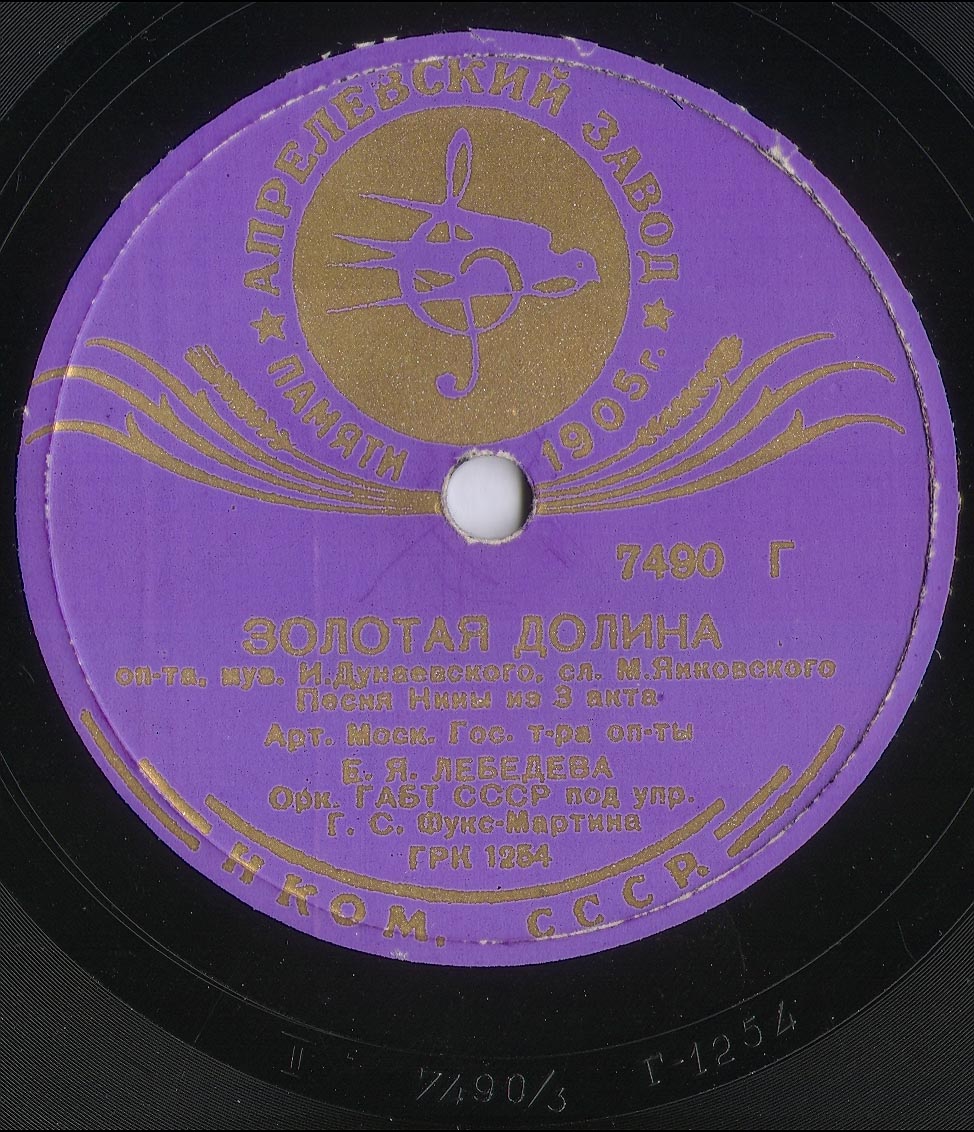 АПРЕЛЕВСКИЙ ЗАВОД
ПАМЯТИ 1905 г.
7490 Г
ЗОЛОТАЯ ДОЛИНА
оп-та, муз. И.Дунаевского, сл. М.Янковского
Песня Нины из 3 акта
Арт. Моск. Гос. т-ра оп-ты
Е. Я. ЛЕБЕДЕВА
Орк. ГАБТ СССР под упр.
Г. С. Фукс-Мартина
ГРК 1254
Н КОМ. СССР.
II 7490/3 Г-1254